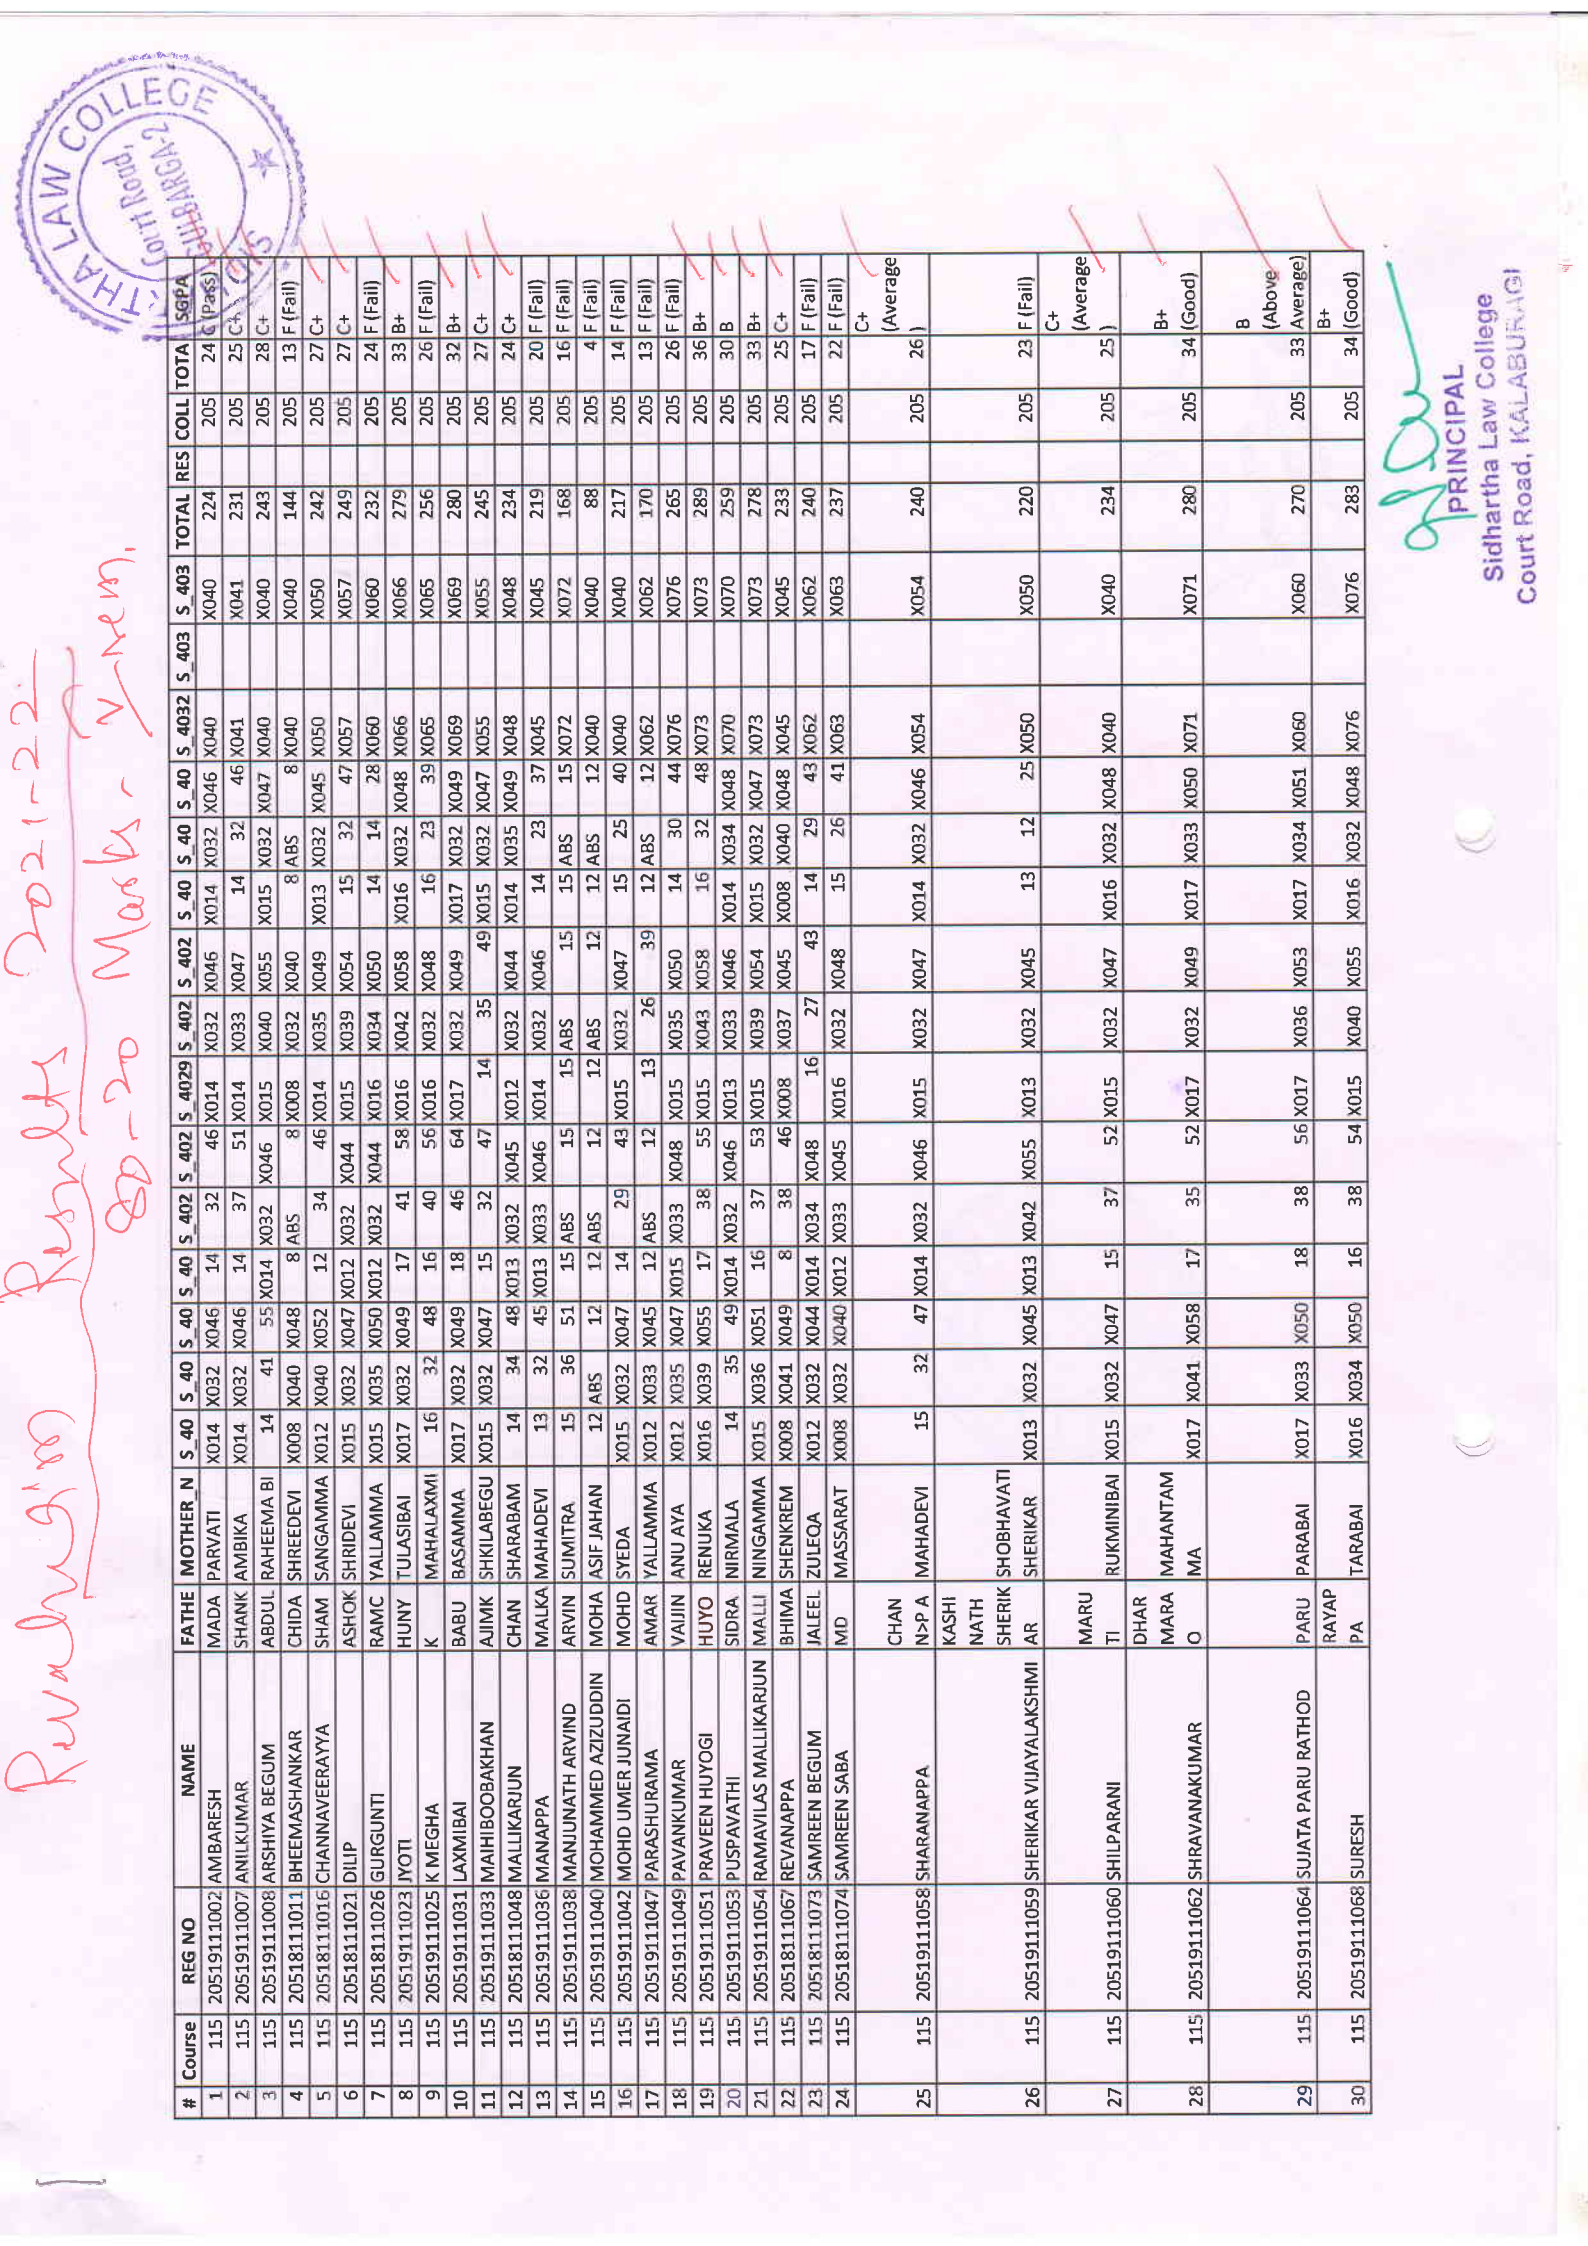 Results 2021-22
80-20 Marks - V Sem.
SIDHARTHA LAW COLLEGE
Court Road,
GULBARGA-2
# Course REG NO NAME FATHE MOTHER_N S_40 S_40 S_40 S_40 S_402 S_402 S_4029 S_402 S_402 S_40 S_40 S_40 S_4032 S_403 S_403 TOTAL RES COLL TOTA SGPA
1 115 20519111002 AMBARESH MADA PARVATI X014 X032 X046 14 32 46 X014 X032 X046 X014 X032 X046 X040 X040 224 205 24 C (Pass)
2 115 20519111007 ANILKUMAR SHANK AMBIKA X014 X032 X046 14 37 51 X014 X033 X047 14 32 46 X041 X041 231 205 25 C+
3 115 20519111008 ARSHIYA BEGUM ABDUL RAHEEMA BI 14 41 55 X014 X032 X046 X015 X040 X055 X015 X032 X047 X040 X040 243 205 28 C+
4 115 20518111011 BHEEMASHANKAR CHIDA SHREEDEVI X008 X040 X048 8 ABS 8 X008 X032 X040 8 ABS 8 X040 X040 144 205 13 F (Fail)
5 115 20518111016 CHANNAVEERAYYA SHAM SANGAMMA X012 X040 X052 12 34 46 X014 X035 X049 X013 X032 X045 X050 X050 242 205 27 C+
6 115 20518111021 DILIP ASHOK SHRIDEVI X015 X032 X047 X012 X032 X044 X015 X039 X054 15 32 47 X057 X057 249 205 27 C+
7 115 20518111026 GURGUNTI RAMC YALLAMMA X015 X035 X050 X012 X032 X044 X016 X034 X050 14 14 28 X060 X060 232 205 24 F (Fail)
8 115 20519111023 JYOTI HUNY TULASIBAI X017 X032 X049 17 41 58 X016 X042 X058 X016 X032 X048 X066 X066 279 205 33 B+
9 115 20519111025 K MEGHA K MAHALAXMI 16 32 48 16 40 56 X016 X032 X048 16 23 39 X065 X065 256 205 26 F (Fail)
10 115 20519111031 LAXMIBAI BABU BASAMMA X017 X032 X049 18 46 64 X017 X032 X049 X017 X032 X049 X069 X069 280 205 32 B+
11 115 20519111033 MAIHIBOOBAKHAN AJIMK SHKILABEGU X015 X032 X047 15 32 47 14 35 49 X015 X032 X047 X055 X055 245 205 27 C+
12 115 20518111048 MALLIKARJUN CHAN SHARABAM 14 34 48 X013 X032 X045 X012 X032 X044 X014 X035 X049 X048 X048 234 205 24 C+
13 115 20519111036 MANAPPA MALKA MAHADEVI 13 32 45 X013 X033 X046 X014 X032 X046 14 23 37 X045 X045 219 205 20 F (Fail)
14 115 20519111038 MANJUNATH ARVIND ARVIN SUMITRA 15 36 51 15 ABS 15 15 ABS 15 15 ABS 15 X072 X072 168 205 16 F (Fail)
15 115 20519111040 MOHAMMED AZIZUDDIN MOHA ASIF JAHAN 12 ABS 12 12 ABS 12 12 ABS 12 12 ABS 12 X040 X040 88 205 4 F (Fail)
16 115 20519111042 MOHD UMER JUNAIDI MOHD SYEDA X015 X032 X047 14 29 43 X015 X032 X047 15 25 40 X040 X040 217 205 14 F (Fail)
17 115 20519111047 PARASHURAMA AMAR YALLAMMA X012 X033 X045 12 ABS 12 13 26 39 12 ABS 12 X062 X062 170 205 13 F (Fail)
18 115 20519111049 PAVANKUMAR VAIJIN ANU AYA X012 X035 X047 X015 X033 X048 X015 X035 X050 14 30 44 X076 X076 265 205 26 F (Fail)
19 115 20519111051 PRAVEEN HUYOGI HUYO RENUKA X016 X039 X055 17 38 55 X015 X043 X058 16 32 48 X073 X073 289 205 36 B+
20 115 20519111053 PUSPAVATHI SIDRA NIRMALA 14 35 49 X014 X032 X046 X013 X033 X046 X014 X034 X048 X070 X070 259 205 30 B
21 115 20519111054 RAMAVILAS MALLIKARJUN MALLI NINGAMMA X015 X036 X051 16 37 53 X015 X039 X054 X015 X032 X047 X073 X073 278 205 33 B+
22 115 20518111067 REVANAPPA BHIMA SHENKREM X008 X041 X049 8 38 46 X008 X037 X045 X008 X040 X048 X045 X045 233 205 25 C+
23 115 20518111073 SAMREEN BEGUM JALEEL ZULEQA X012 X032 X044 X014 X034 X048 16 27 43 14 29 43 X062 X062 240 205 17 F (Fail)
24 115 20518111074 SAMREEN SABA MD MASSARAT X008 X032 X040 X012 X033 X045 X016 X032 X048 15 26 41 X063 X063 237 205 22 F (Fail)
25 115 20519111058 SHARANAPPA CHAN N>P A MAHADEVI 15 32 47 X014 X032 X046 X015 X032 X047 X014 X032 X046 X054 X054 240 205 26 C+ (Average)
26 115 20519111059 SHERIKAR VIJAYALAKSHMI KASHI NATH SHERIK AR SHOBHAVATI SHERIKAR X013 X032 X045 X013 X042 X055 X013 X032 X045 13 12 25 X050 X050 220 205 23 F (Fail)
27 115 20519111060 SHILPARANI MARU TI RUKMINIBAI X015 X032 X047 15 37 52 X015 X032 X047 X016 X032 X048 X040 X040 234 205 25 C+ (Average)
28 115 20519111062 SHRAVANAKUMAR DHAR MARA O MAHANTAM MA X017 X041 X058 17 35 52 X017 X032 X049 X017 X033 X050 X071 X071 280 205 34 B+ (Good)
29 115 20519111064 SUJATA PARU RATHOD PARU PARABAI X017 X033 X050 18 38 56 X017 X036 X053 X017 X034 X051 X060 X060 270 205 33 B (Above Average)
30 115 20519111068 SURESH RAYAP PA TARABAI X016 X034 X050 16 38 54 X015 X040 X055 X016 X032 X048 X076 X076 283 205 34 B+ (Good)
PRINCIPAL
Sidhartha Law College
Court Road, KALABURAGI